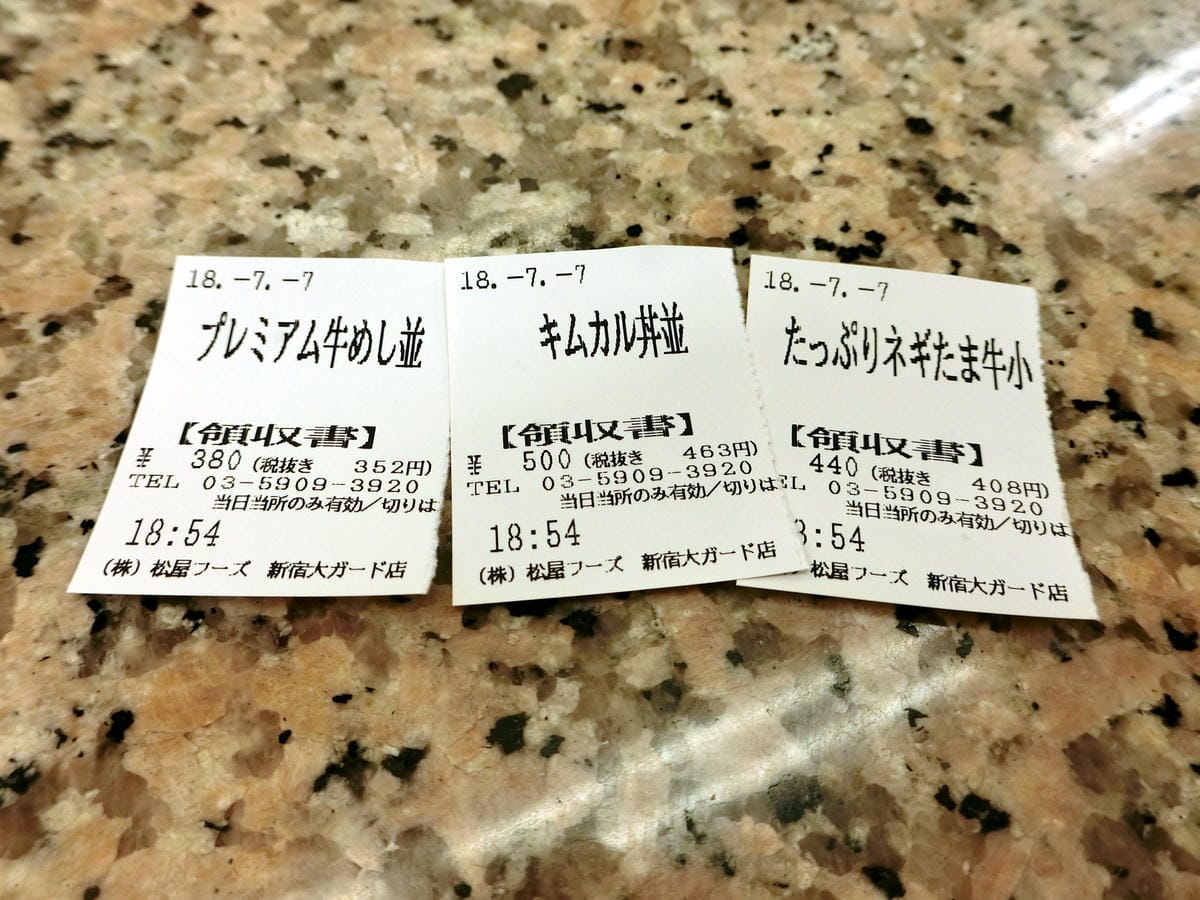 18.-7.-7
プレミアム牛めし並
【領収書】
¥ 380 (税抜き 352円)
TEL 03-5909-3920
当日当所のみ有効/切りは
18:54
(株)松屋フーズ 新宿大ガード店
18.-7.-7
キムカル丼並
【領収書】
¥ 500 (税抜き 463円)
TEL 03-5909-3920
当日当所のみ有効/切りは
18:54
(株)松屋フーズ 新宿大ガード店
18.-7.-7
たっぷりネギたま牛小
【領収書】
440 (税抜き 408円)
EL 03-5909-3920
当日当所のみ有効/切りは
8:54
松屋フーズ 新宿大ガード店